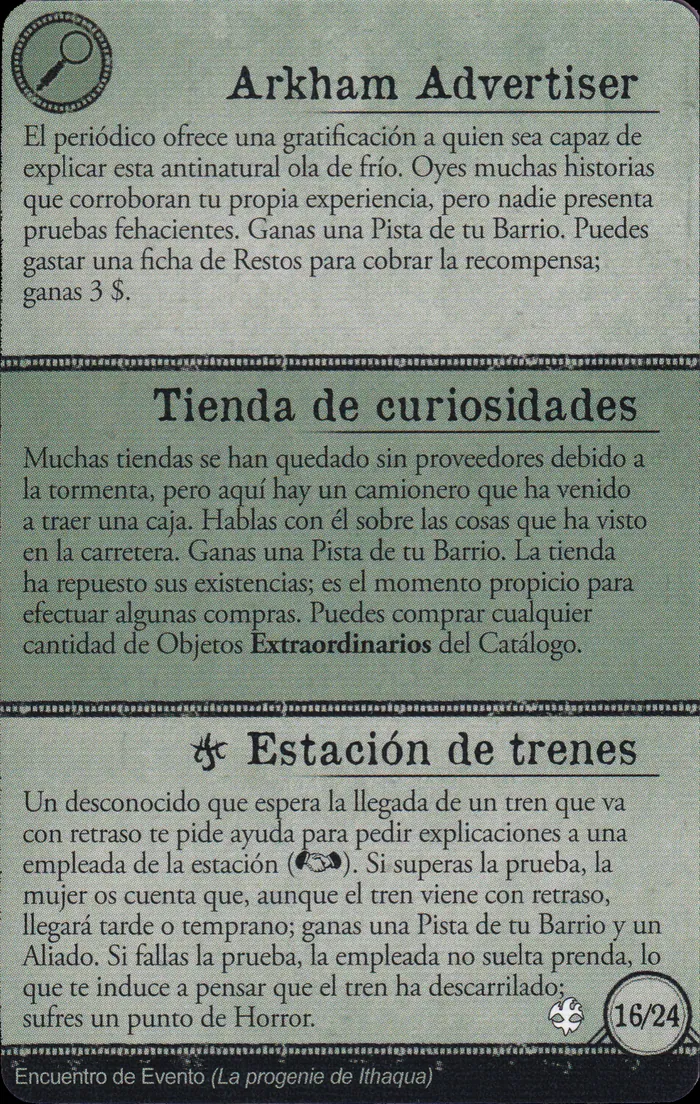 Arkham Advertiser
El periódico ofrece una gratificación a quien sea capaz de
explicar esta antinatural ola de frío. Oyes muchas historias
que corroboran tu propia experiencia, pero nadie presenta
pruebas fehacientes. Ganas una Pista de tu Barrio. Puedes
gastar una ficha de Restos para cobrar la recompensa;
ganas 3 $.
Tienda de curiosidades
Muchas tiendas se han quedado sin proveedores debido a
la tormenta, pero aquí hay un camionero que ha venido
a traer una caja. Hablas con él sobre las cosas que ha visto
en la carretera. Ganas una Pista de tu Barrio. La tienda
ha repuesto sus existencias; es el momento propicio para
efectuar algunas compras. Puedes comprar cualquier
cantidad de Objetos Extraordinarios del Catálogo.
Estación de trenes
Un desconocido que espera la llegada de un tren que va
con retraso te pide ayuda para pedir explicaciones a una
empleada de la estación (). Si superas la prueba, la
mujer os cuenta que, aunque el tren viene con retraso,
llegará tarde o temprano; ganas una Pista de tu Barrio y un
Aliado. Si fallas la prueba, la empleada no suelta prenda, lo
que te induce a pensar que el tren ha descarrilado;
sufres un punto de Horror.
16/24
Encuentro de Evento (La progenie de Ithaqua)